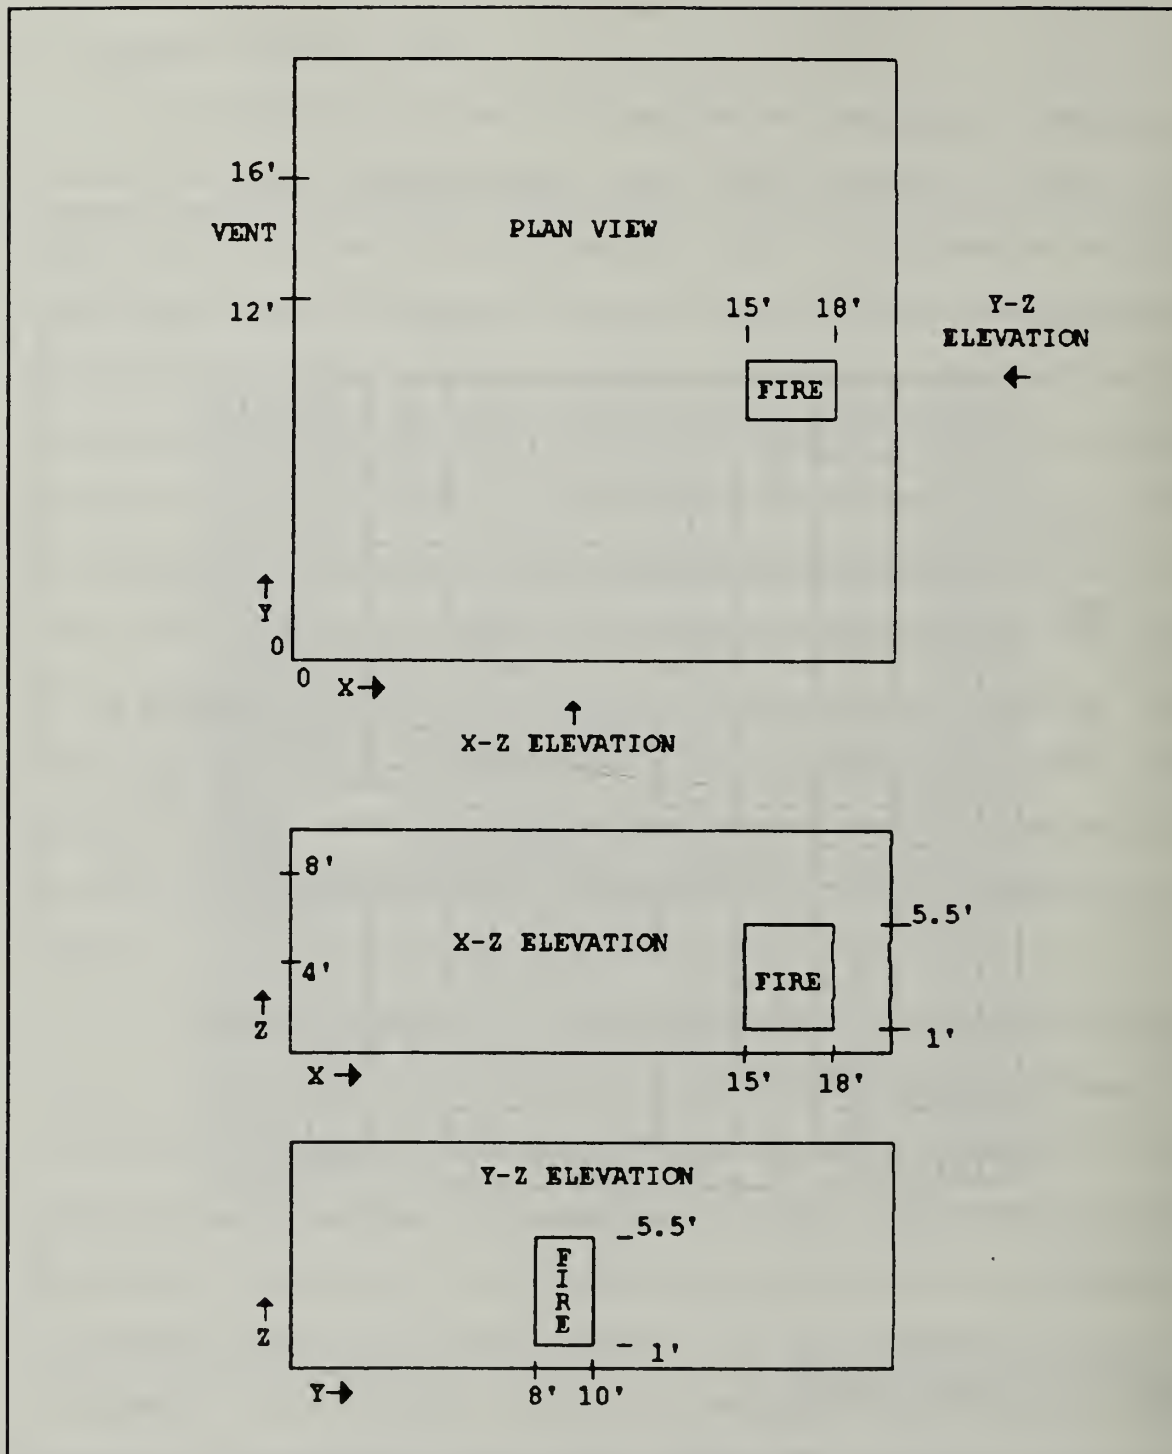 16'
VENT
PLAN VIEW
12'
15' 18'
Y-Z
ELEVATION
FIRE
Y
0
0
X
X-Z ELEVATION
8'
5.5'
X-Z ELEVATION
4'
FIRE
Z
1'
X
15' 18'
Y-Z ELEVATION
5.5'
FIRE
Z
1'
Y
8' 10'